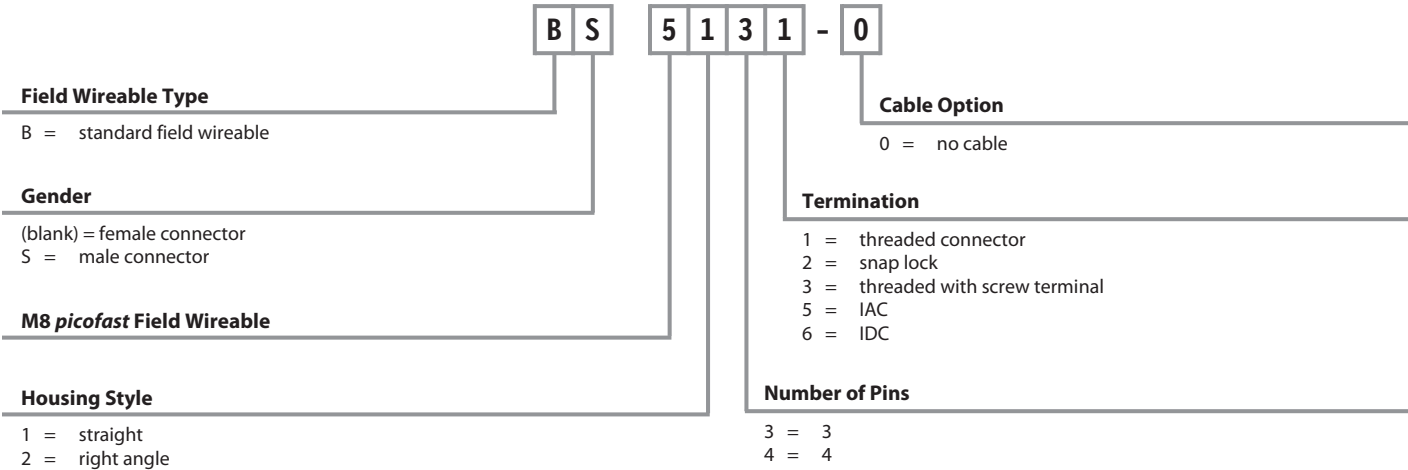 B S 5 1 3 1 - 0
Field Wireable Type
B = standard field wireable
Gender
(blank) = female connector
S = male connector
M8 picofast Field Wireable
Housing Style
1 = straight
2 = right angle
Cable Option
0 = no cable
Termination
1 = threaded connector
2 = snap lock
3 = threaded with screw terminal
5 = IAC
6 = IDC
Number of Pins
3 = 3
4 = 4